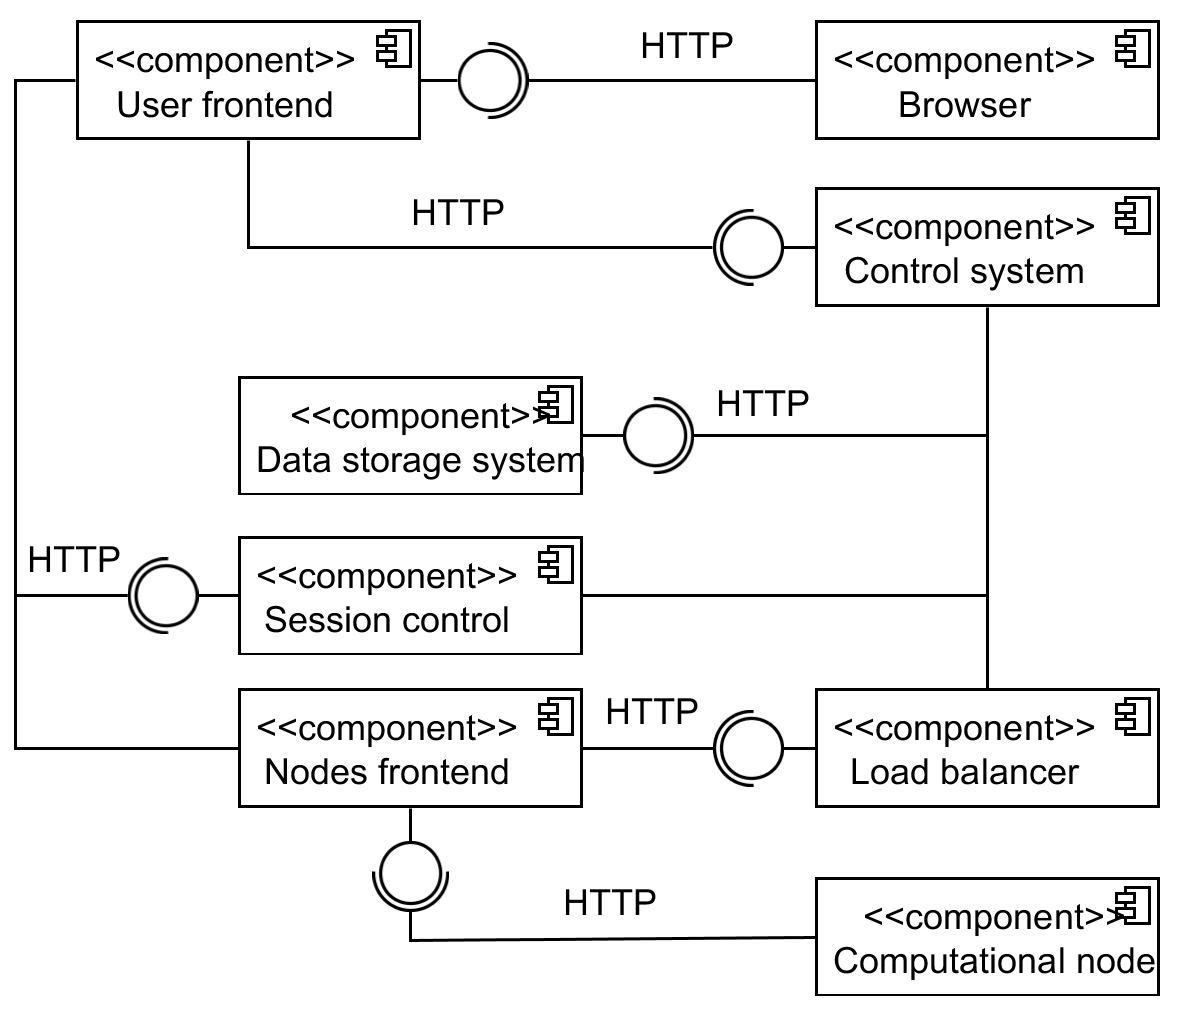 <<component>>
User frontend
HTTP
<<component>>
Browser
HTTP
<<component>>
Control system
<<component>>
Data storage system
HTTP
HTTP
<<component>>
Session control
<<component>>
Nodes frontend
HTTP
<<component>>
Load balancer
HTTP
<<component>>
Computational node